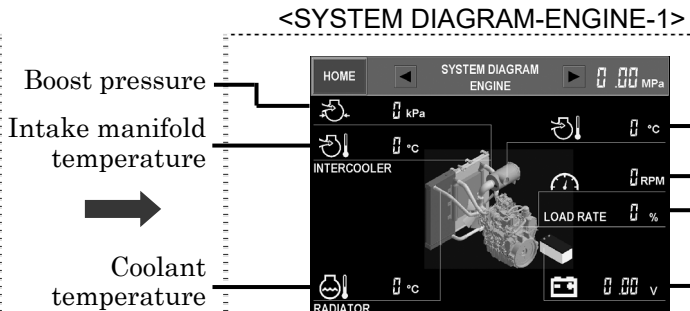 <SYSTEM DIAGRAM-ENGINE-1>
HOME
SYSTEM DIAGRAM
ENGINE
0.00 MPa
Boost pressure
0 kPa
Intake manifold
temperature
0 °C
INTERCOOLER
0 °C
0 RPM
LOAD RATE 0 %
Coolant
temperature
0 °C
RADIATOR
0.00 V